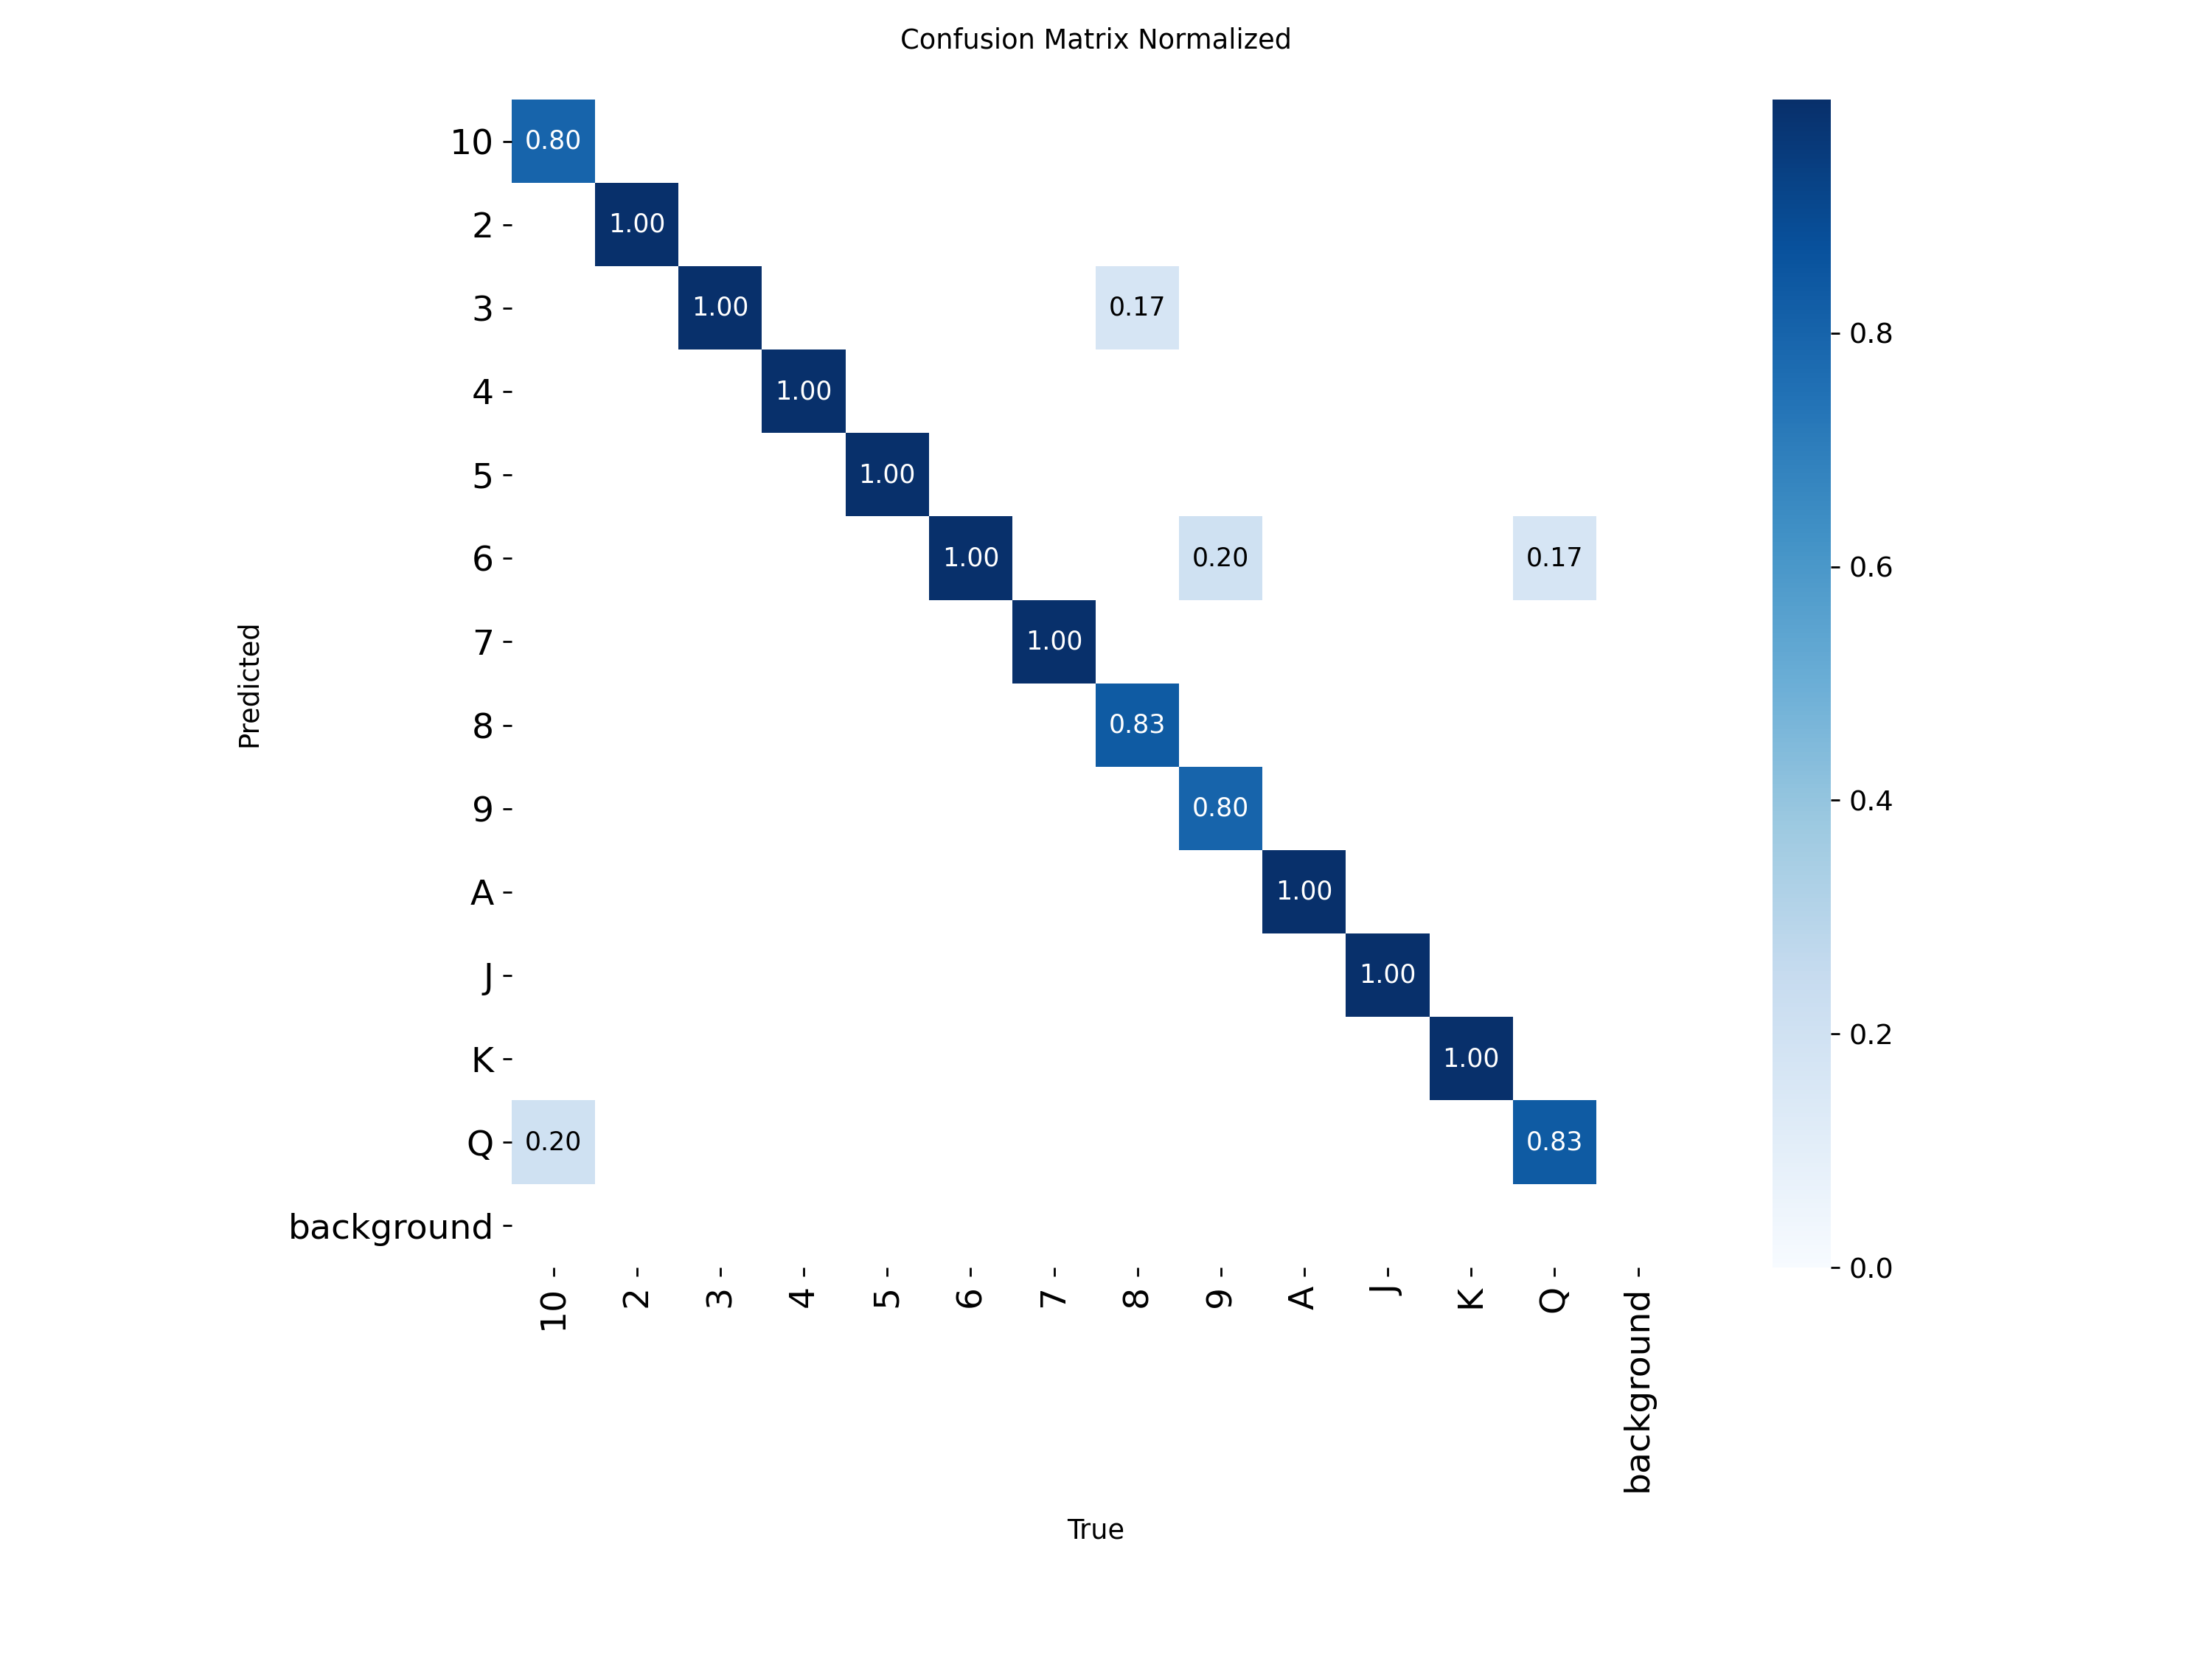 Confusion Matrix Normalized
10 0.80
2 1.00
3 1.00 0.17
0.8
4 1.00
5 1.00
6 1.00 0.20 0.17
0.6
7 1.00
Predicted
8 0.83
0.4
9 0.80
A 1.00
J 1.00
0.2
K 1.00
Q 0.20 0.83
background
0.0
10 2 3 4 5 6 7 8 9 A J K Q background
True